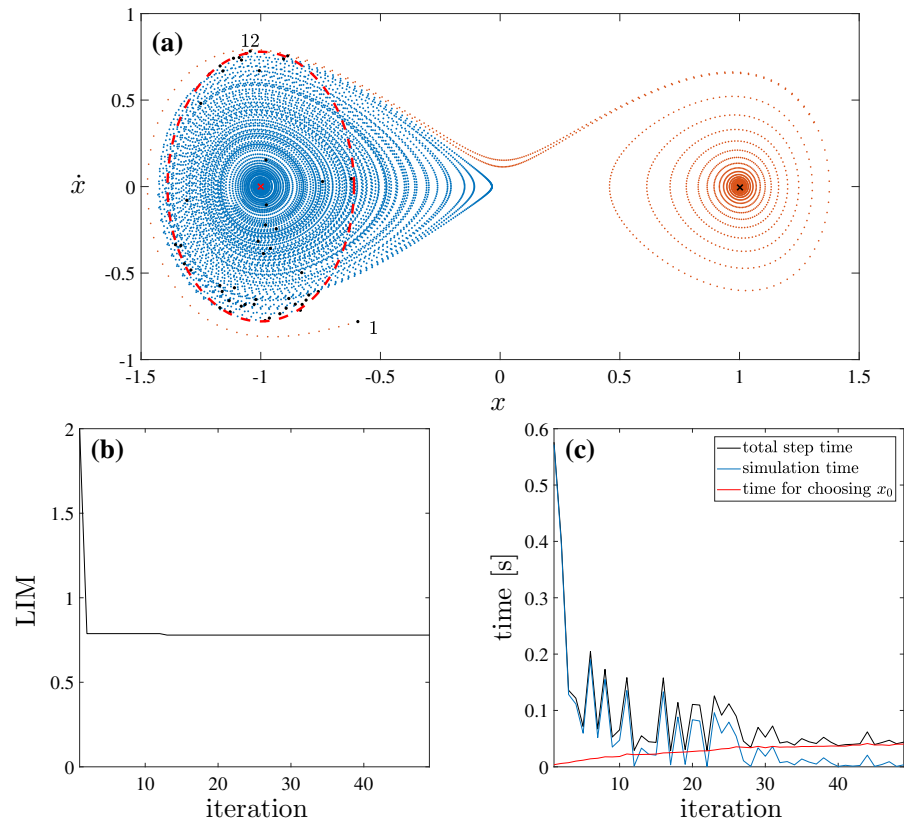 (a)
12
1
1
0.5
0
-0.5
-1
ẋ
-1.5
-1
-0.5
0
0.5
1
1.5
x
(b)
2
1.5
1
0.5
0
LIM
10
20
30
40
iteration
(c)
total step time
simulation time
time for choosing x₀
0.6
0.5
0.4
0.3
0.2
0.1
0
time [s]
10
20
30
40
iteration